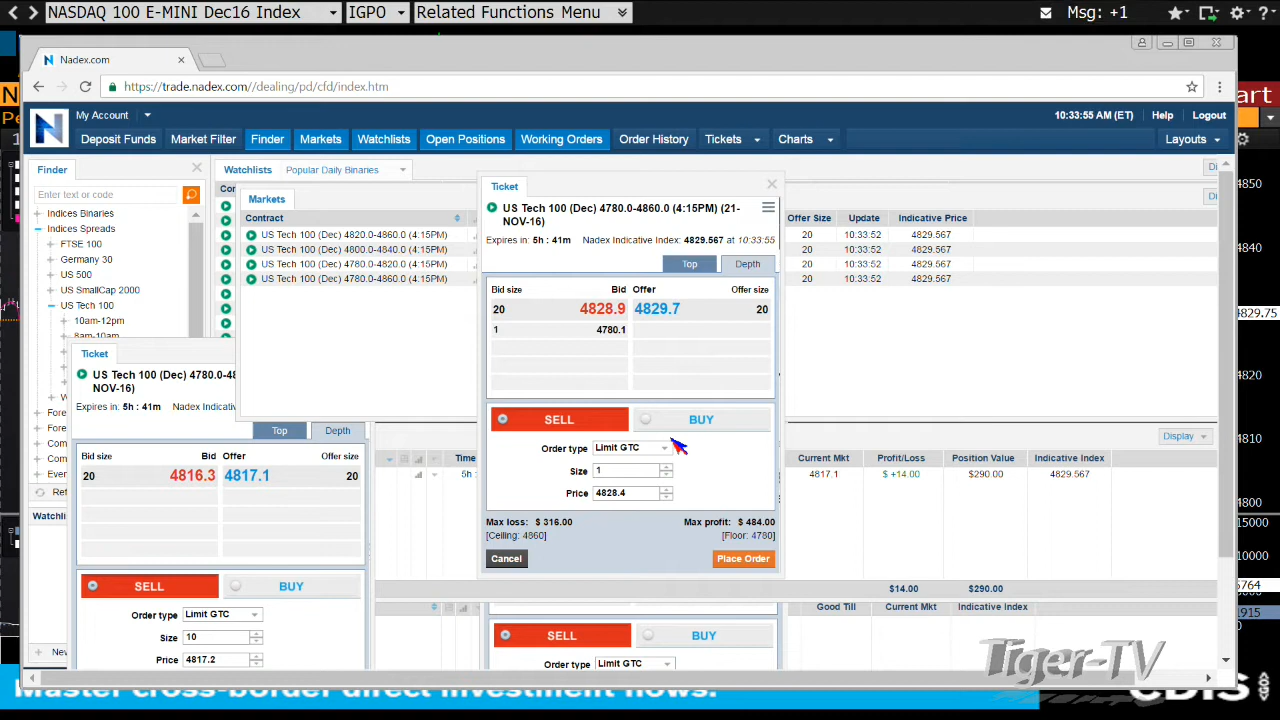 NASDAQ 100 E-MINI Dec16 Index
IGPO
Related Functions Menu
Msg: +1
?
Nadex.com
https://trade.nadex.com//dealing/pd/cfd/index.htm
My Account
10:33:55 AM (ET)
Help
Logout
Deposit Funds
Market Filter
Finder
Markets
Watchlists
Open Positions
Working Orders
Order History
Tickets
Charts
Layouts
Finder
Enter text or code
Indices Binaries
Indices Spreads
FTSE 100
Germany 30
US 500
US SmallCap 2000
US Tech 100
10am-12pm
8am-10am
Watchlists
Popular Daily Binaries
Markets
Contract
Offer Size
Update
Indicative Price
US Tech 100 (Dec) 4820.0-4860.0 (4:15PM)
20
10:33:52
4829.567
US Tech 100 (Dec) 4800.0-4840.0 (4:15PM)
20
10:33:52
4829.567
US Tech 100 (Dec) 4780.0-4820.0 (4:15PM)
20
10:33:52
4829.567
US Tech 100 (Dec) 4780.0-4860.0 (4:15PM)
20
10:33:52
4829.567
Ticket
US Tech 100 (Dec) 4780.0-4860.0 (4:15PM) (21-
NOV-16)
Expires in: 5h : 41m
Nadex Indicative Index: 4829.567 at 10:33:55
Top
Depth
Bid size
Bid
Offer
Offer size
20
4828.9
4829.7
20
1
4780.1
SELL
BUY
Order type
Limit GTC
Size
1
Price
4828.4
Max loss: $ 316.00
Max profit: $ 484.00
[Ceiling: 4860]
[Floor: 4780]
Cancel
Place Order
SELL
BUY
Order type
Limit GTC
Ticket
US Tech 100 (Dec) 4780.0-48
NOV-16)
Expires in: 5h : 41m
Nadex Indicativ
Top
Depth
Bid size
Bid
Offer
Offer size
20
4816.3
4817.1
20
SELL
BUY
Order type
Limit GTC
Size
10
Price
4817.2
Time
5h
Display
Current Mkt
Profit/Loss
Position Value
Indicative Index
4817.1
$ +14.00
$290.00
4829.567
$14.00
$290.00
Good Till
Current Mkt
Indicative Index
4850
4840
4829.75
4820
4810
4800
15000
10000
Tiger-TV
Master cross-border direct investment flows.
CDIS